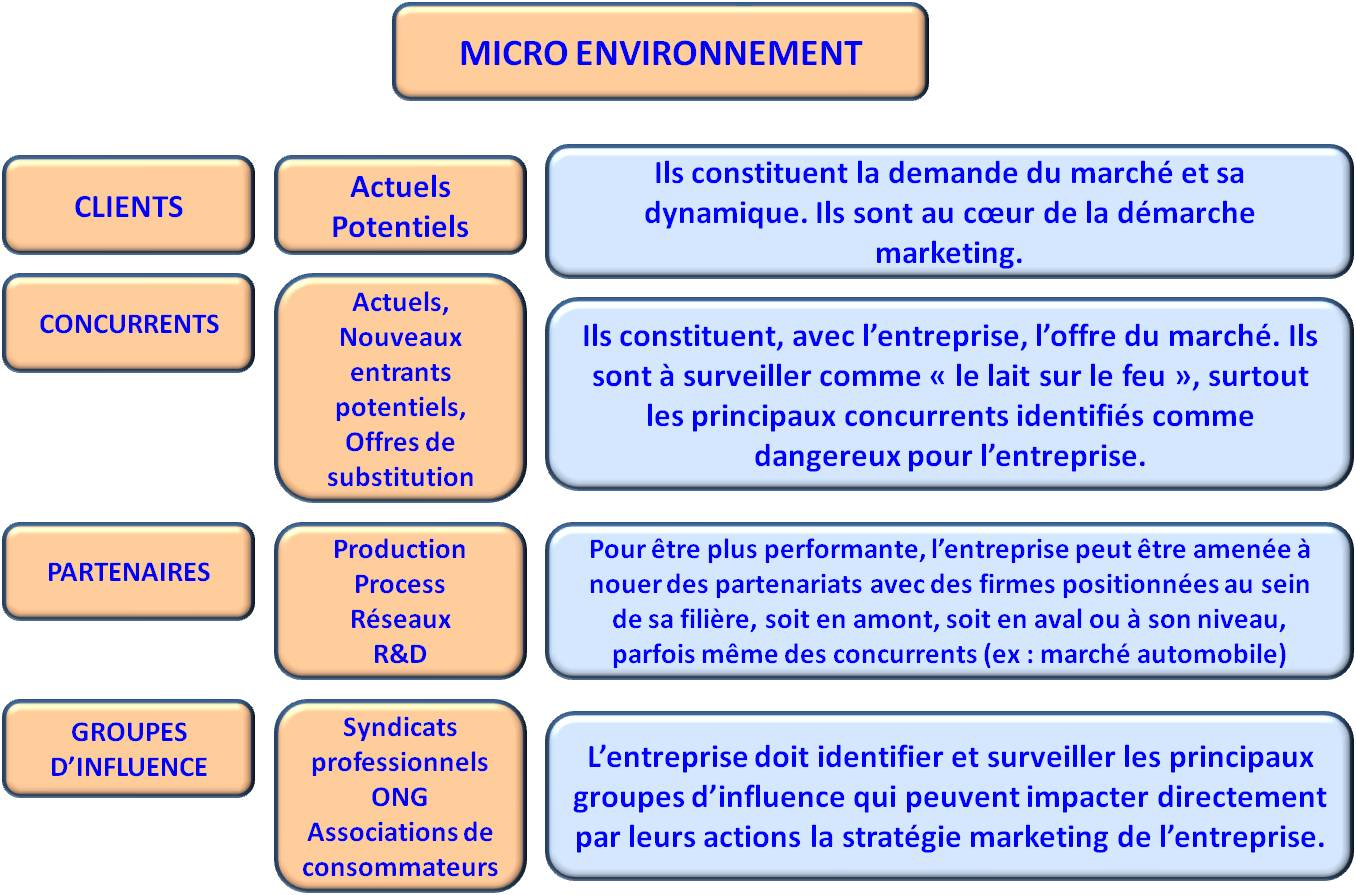 MICRO ENVIRONNEMENT
CLIENTS
Actuels
Potentiels
Ils constituent la demande du marché et sa
dynamique. Ils sont au cœur de la démarche
marketing.
CONCURRENTS
Actuels,
Nouveaux
entrants
potentiels,
Offres de
substitution
Ils constituent, avec l’entreprise, l’offre du marché. Ils
sont à surveiller comme « le lait sur le feu », surtout
les principaux concurrents identifiés comme
dangereux pour l’entreprise.
PARTENAIRES
Production
Process
Réseaux
R&D
Pour être plus performante, l’entreprise peut être amenée à
nouer des partenariats avec des firmes positionnées au sein
de sa filière, soit en amont, soit en aval ou à son niveau,
parfois même des concurrents (ex : marché automobile)
GROUPES
D’INFLUENCE
Syndicats
professionnels
ONG
Associations de
consommateurs
L’entreprise doit identifier et surveiller les principaux
groupes d’influence qui peuvent impacter directement
par leurs actions la stratégie marketing de l’entreprise.